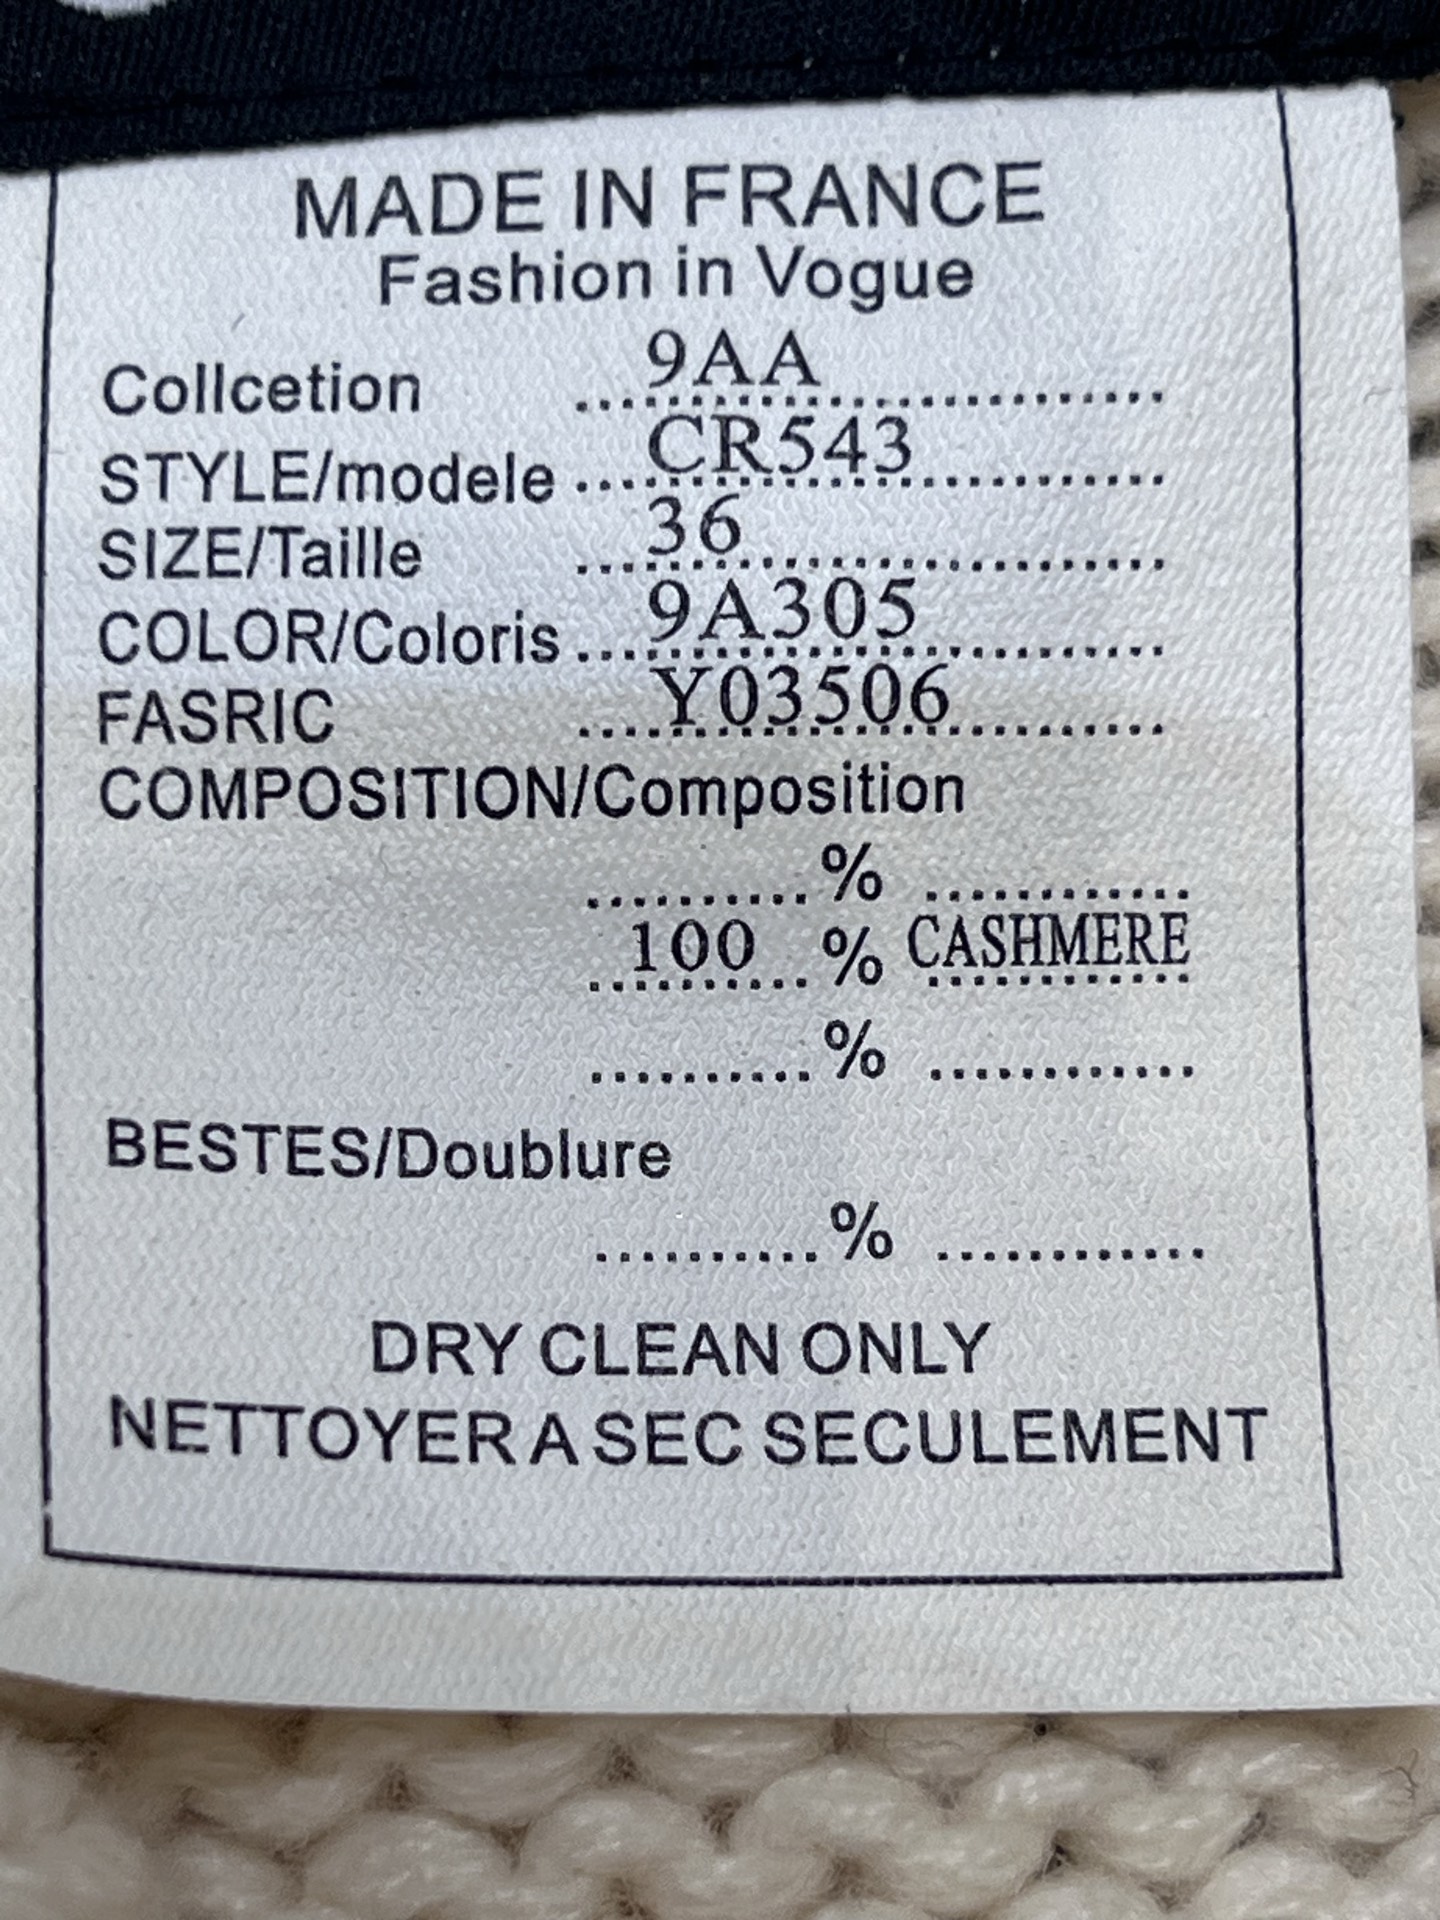 MADE IN FRANCE
Fashion in Vogue
Collcetion ....9AA....
STYLE/modele ....CR543....
SIZE/Taille ....36....
COLOR/Coloris ....9A305....
FASRIC ....Y03506....
COMPOSITION/Composition
..........% ............
100 % CASHMERE
..........% ............
BESTES/Doublure
..........% ............
DRY CLEAN ONLY
NETTOYER A SEC SECULEMENT